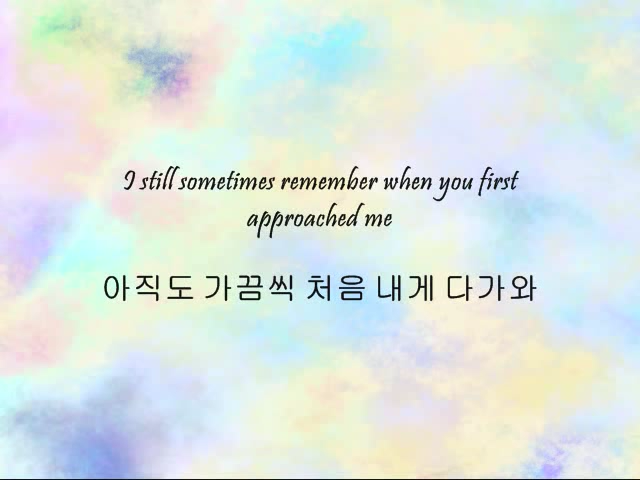 I still sometimes remember when you first
approached me
아직도 가끔씩 처음 내게 다가와